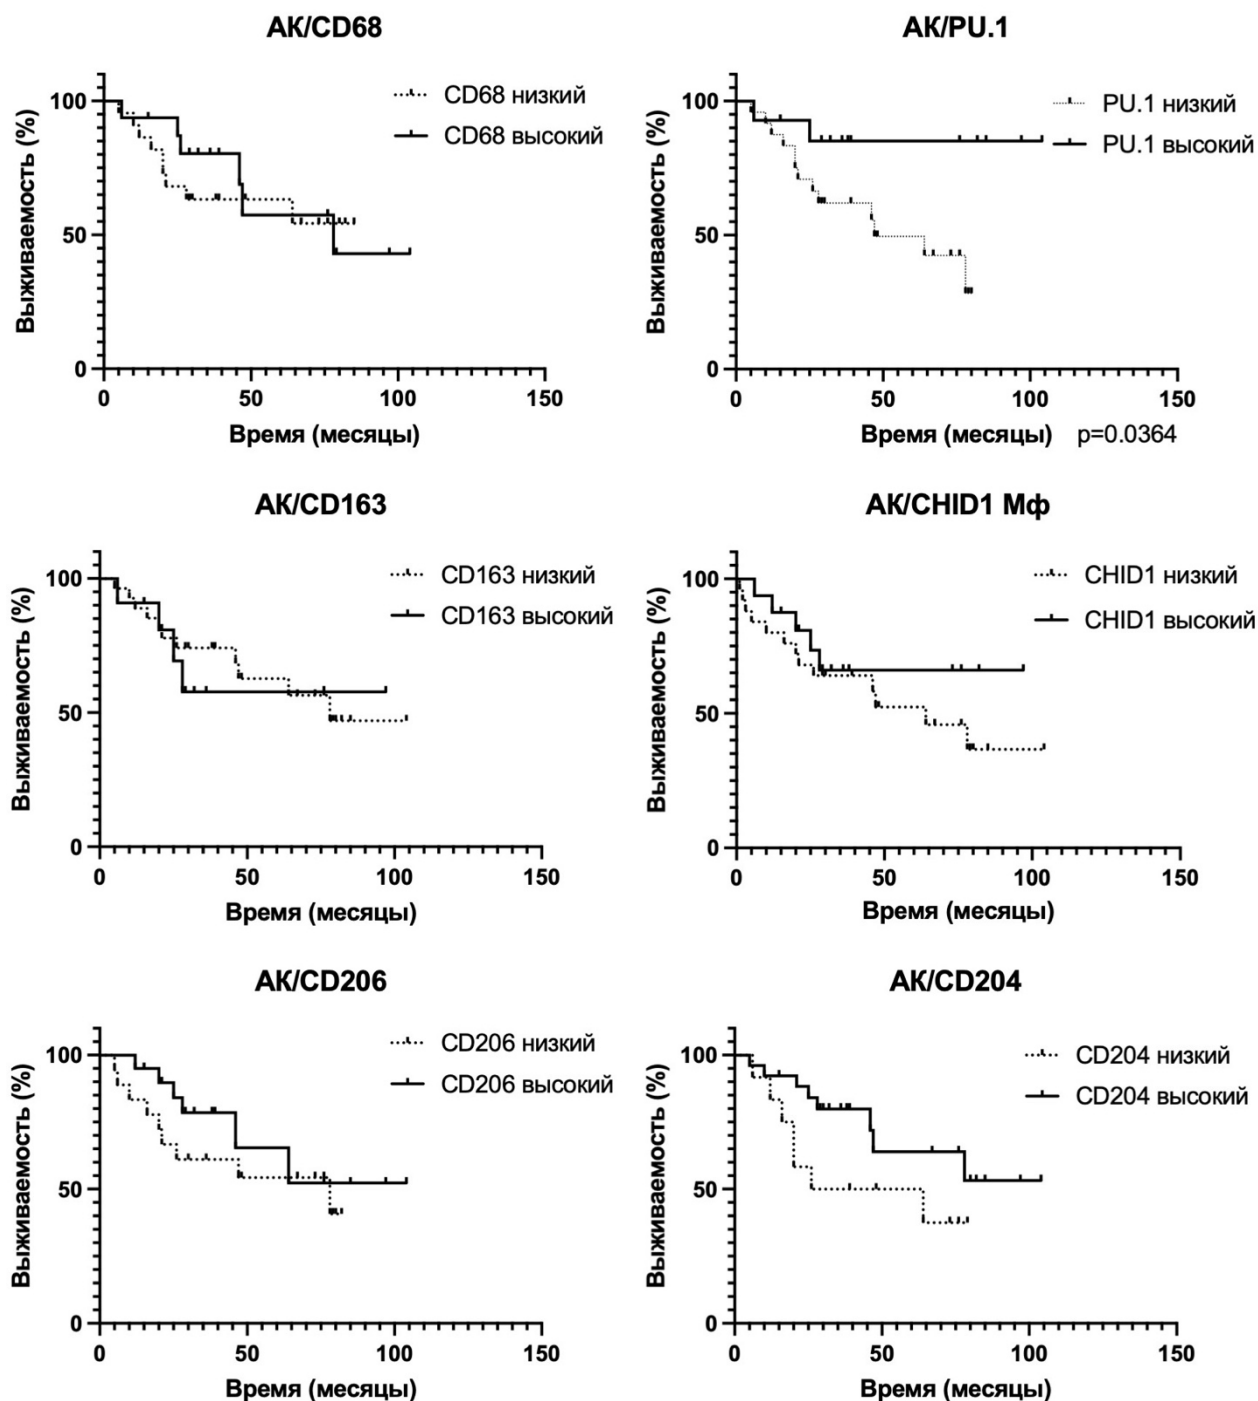 АК/CD68
CD68 низкий
CD68 высокий
Выживаемость (%)
100
50
0
0 50 100 150
Время (месяцы)
АК/PU.1
PU.1 низкий
PU.1 высокий
Выживаемость (%)
100
50
0
0 50 100 150
Время (месяцы) p=0.0364
АК/CD163
CD163 низкий
CD163 высокий
Выживаемость (%)
100
50
0
0 50 100 150
Время (месяцы)
АК/CHID1 Мф
CHID1 низкий
CHID1 высокий
Выживаемость (%)
100
50
0
0 50 100 150
Время (месяцы)
АК/CD206
CD206 низкий
CD206 высокий
Выживаемость (%)
100
50
0
0 50 100 150
Время (месяцы)
АК/CD204
CD204 низкий
CD204 высокий
Выживаемость (%)
100
50
0
0 50 100 150
Время (месяцы)